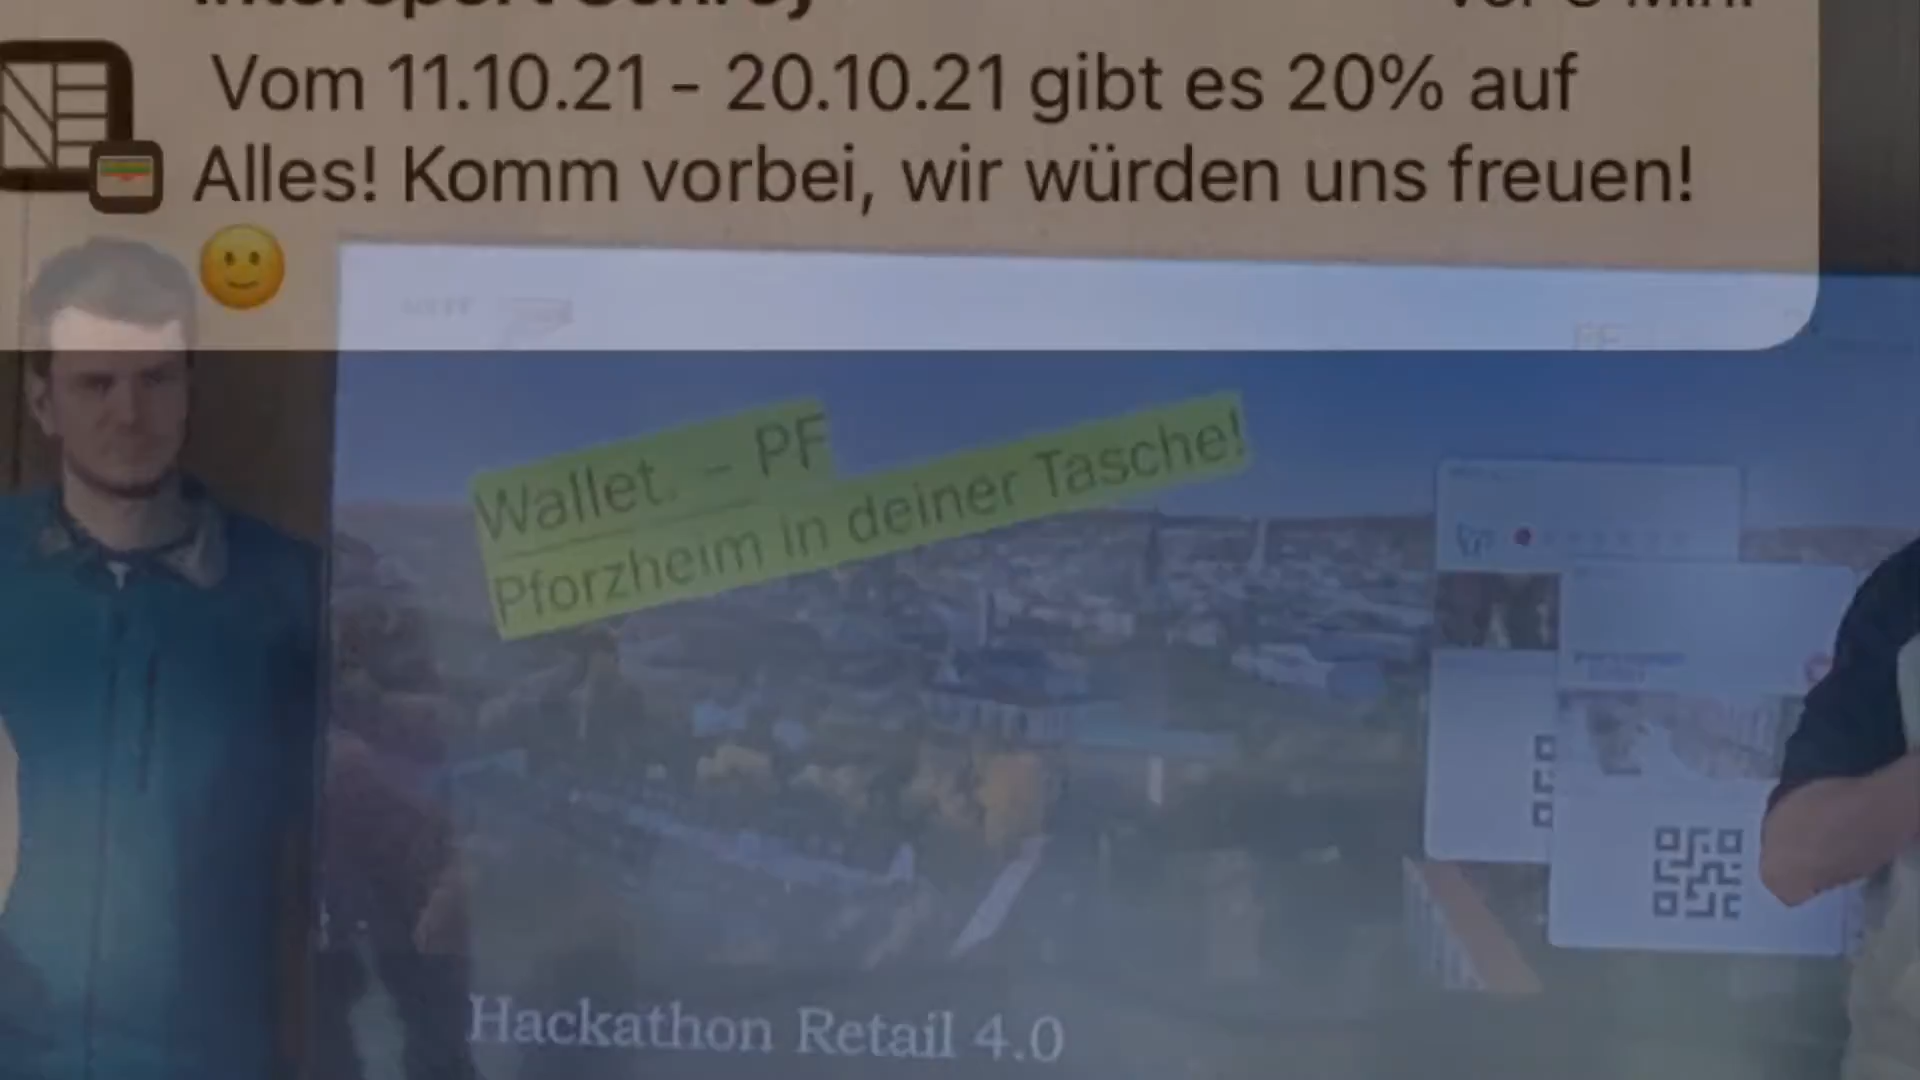 Vom 11.10.21 - 20.10.21 gibt es 20% auf
Alles! Komm vorbei, wir würden uns freuen!
🙂
Wallet. – PF
Pforzheim in deiner Tasche!
Hackathon Retail 4.0